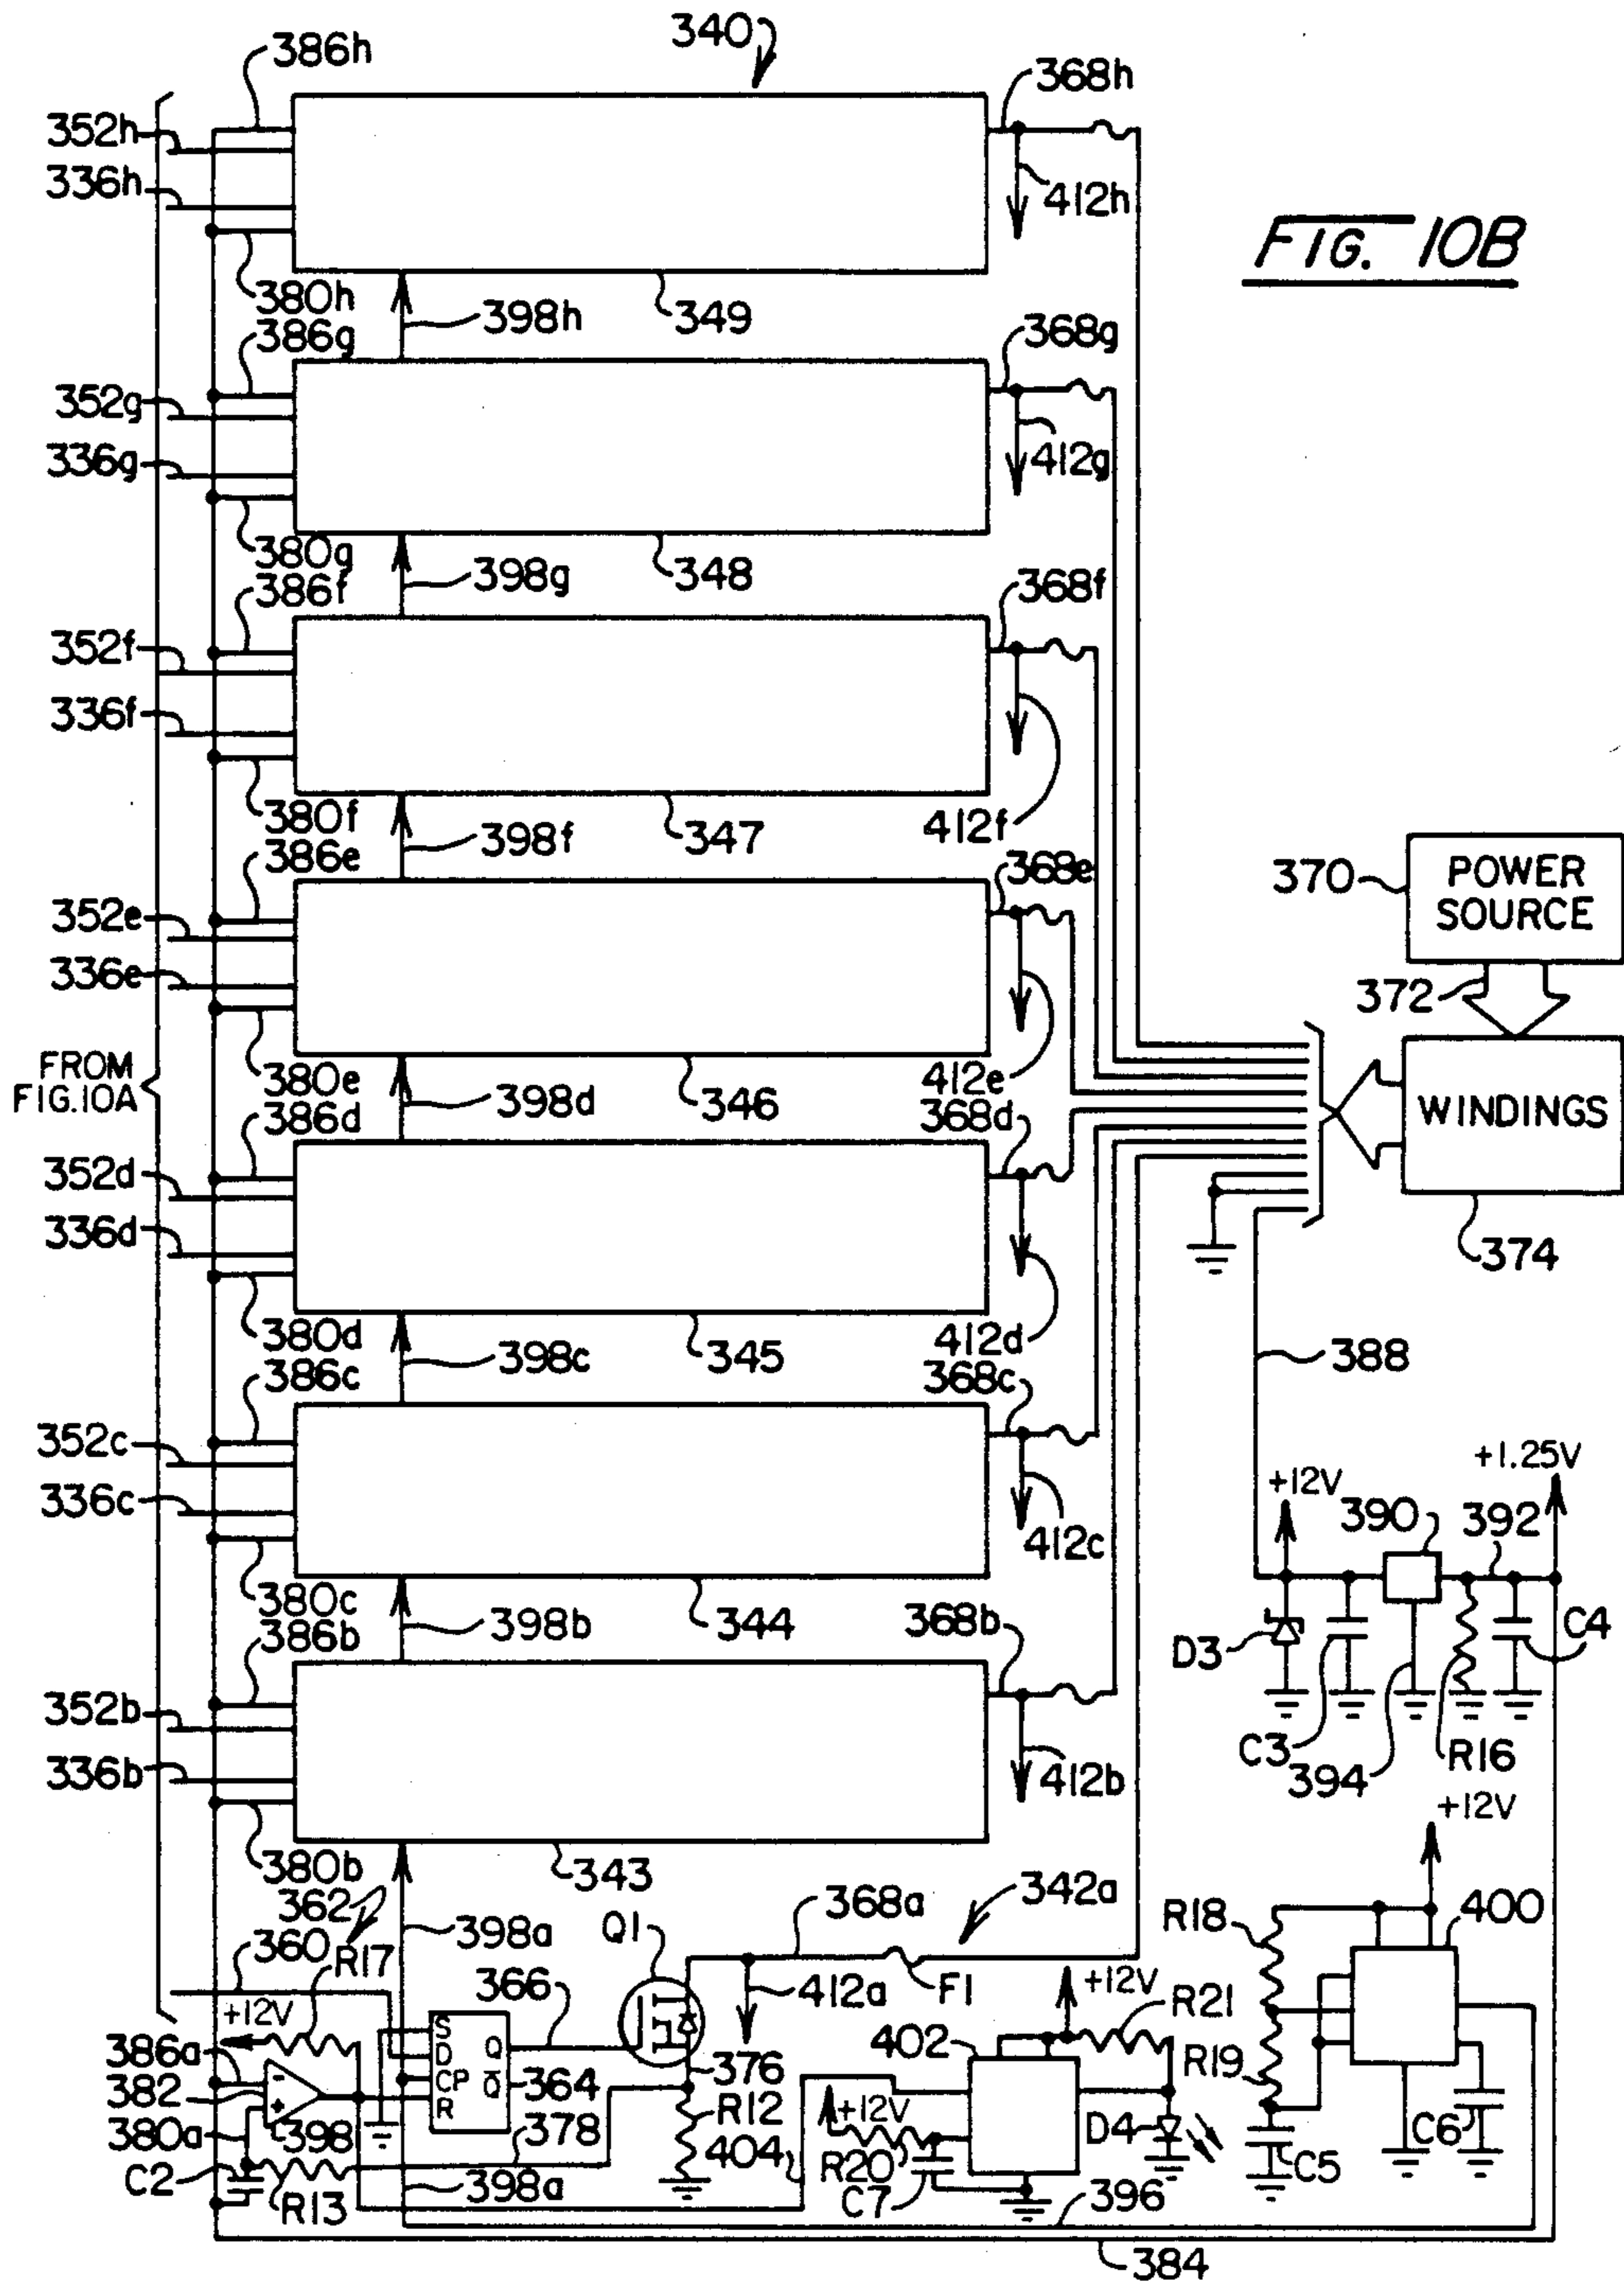 340
386h
368h
352h
336h
412h
FIG. 10B
380h
398h
349
386g
368g
352g
336g
412g
380g
398g
348
386f
368f
352f
336f
380f
398f
347
412f
386e
368e
370
POWER
SOURCE
352e
336e
372
FROM
FIG.10A
380e
398d
346
412e
386d
368d
WINDINGS
352d
336d
374
380d
398c
345
412d
388
386c
368c
352c
336c
412c
+1.25V
+12V
390
392
380c
398b
344
368b
386b
D3
C4
352b
C3
394
R16
336b
412b
+12V
380b
343
362
398a
Q1
368a
342a
R18
400
360
R17
366
412a
F1
+12V
R21
+12V
S
D
CP
R
Q
Q̅
402
386a
382
-
+
364
376
R19
R12
+12V
380a
398
378
404
R20
D4
C6
C2
R13
398a
C7
C5
396
384